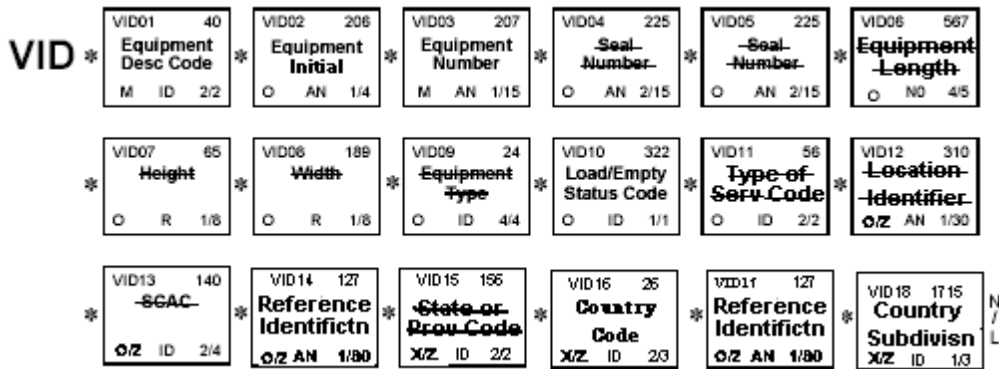 VID01 40 VID02 206 VID03 207 VID04 225 VID05 225 VID06 567
VID * Equipment Desc Code * Equipment Initial * Equipment Number * Seal Number * Seal Number * Equipment Length
M ID 2/2 O AN 1/4 M AN 1/15 O AN 2/15 O AN 2/15 O N0 4/5
VID07 65 VID08 189 VID09 24 VID10 322 VID11 56 VID12 310
* Height * Width * Equipment Type * Load/Empty Status Code * Type of Serv Code * Location Identifier
O R 1/8 O R 1/8 O ID 4/4 O ID 1/1 O ID 2/2 O/Z AN 1/30
VID13 140 VID14 127 VID15 156 VID16 26 VID17 127 VID18 1715
* SCAC * Reference Identifictn * State or Prov Code * Country Code * Reference Identifictn * Country Subdivisn N / L
O/Z ID 2/4 O/Z AN 1/80 X/Z ID 2/2 X/Z ID 2/3 O/Z AN 1/80 X/Z ID 1/3